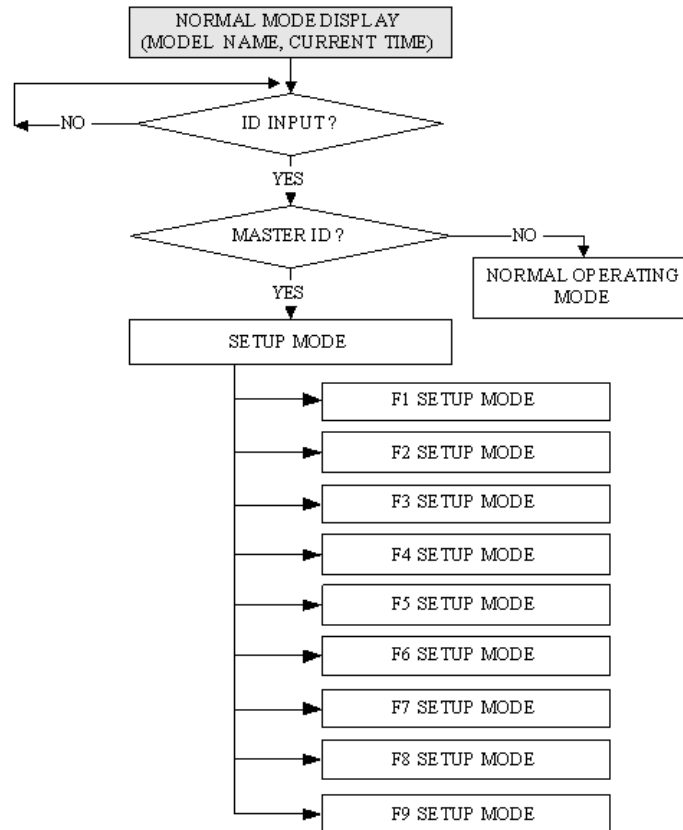 NORMAL MODE DISPLAY
(MODEL NAME, CURRENT TIME)
NO
ID INPUT?
YES
MASTER ID?
NO
NORMAL OPERATING
MODE
YES
SETUP MODE
F1 SETUP MODE
F2 SETUP MODE
F3 SETUP MODE
F4 SETUP MODE
F5 SETUP MODE
F6 SETUP MODE
F7 SETUP MODE
F8 SETUP MODE
F9 SETUP MODE